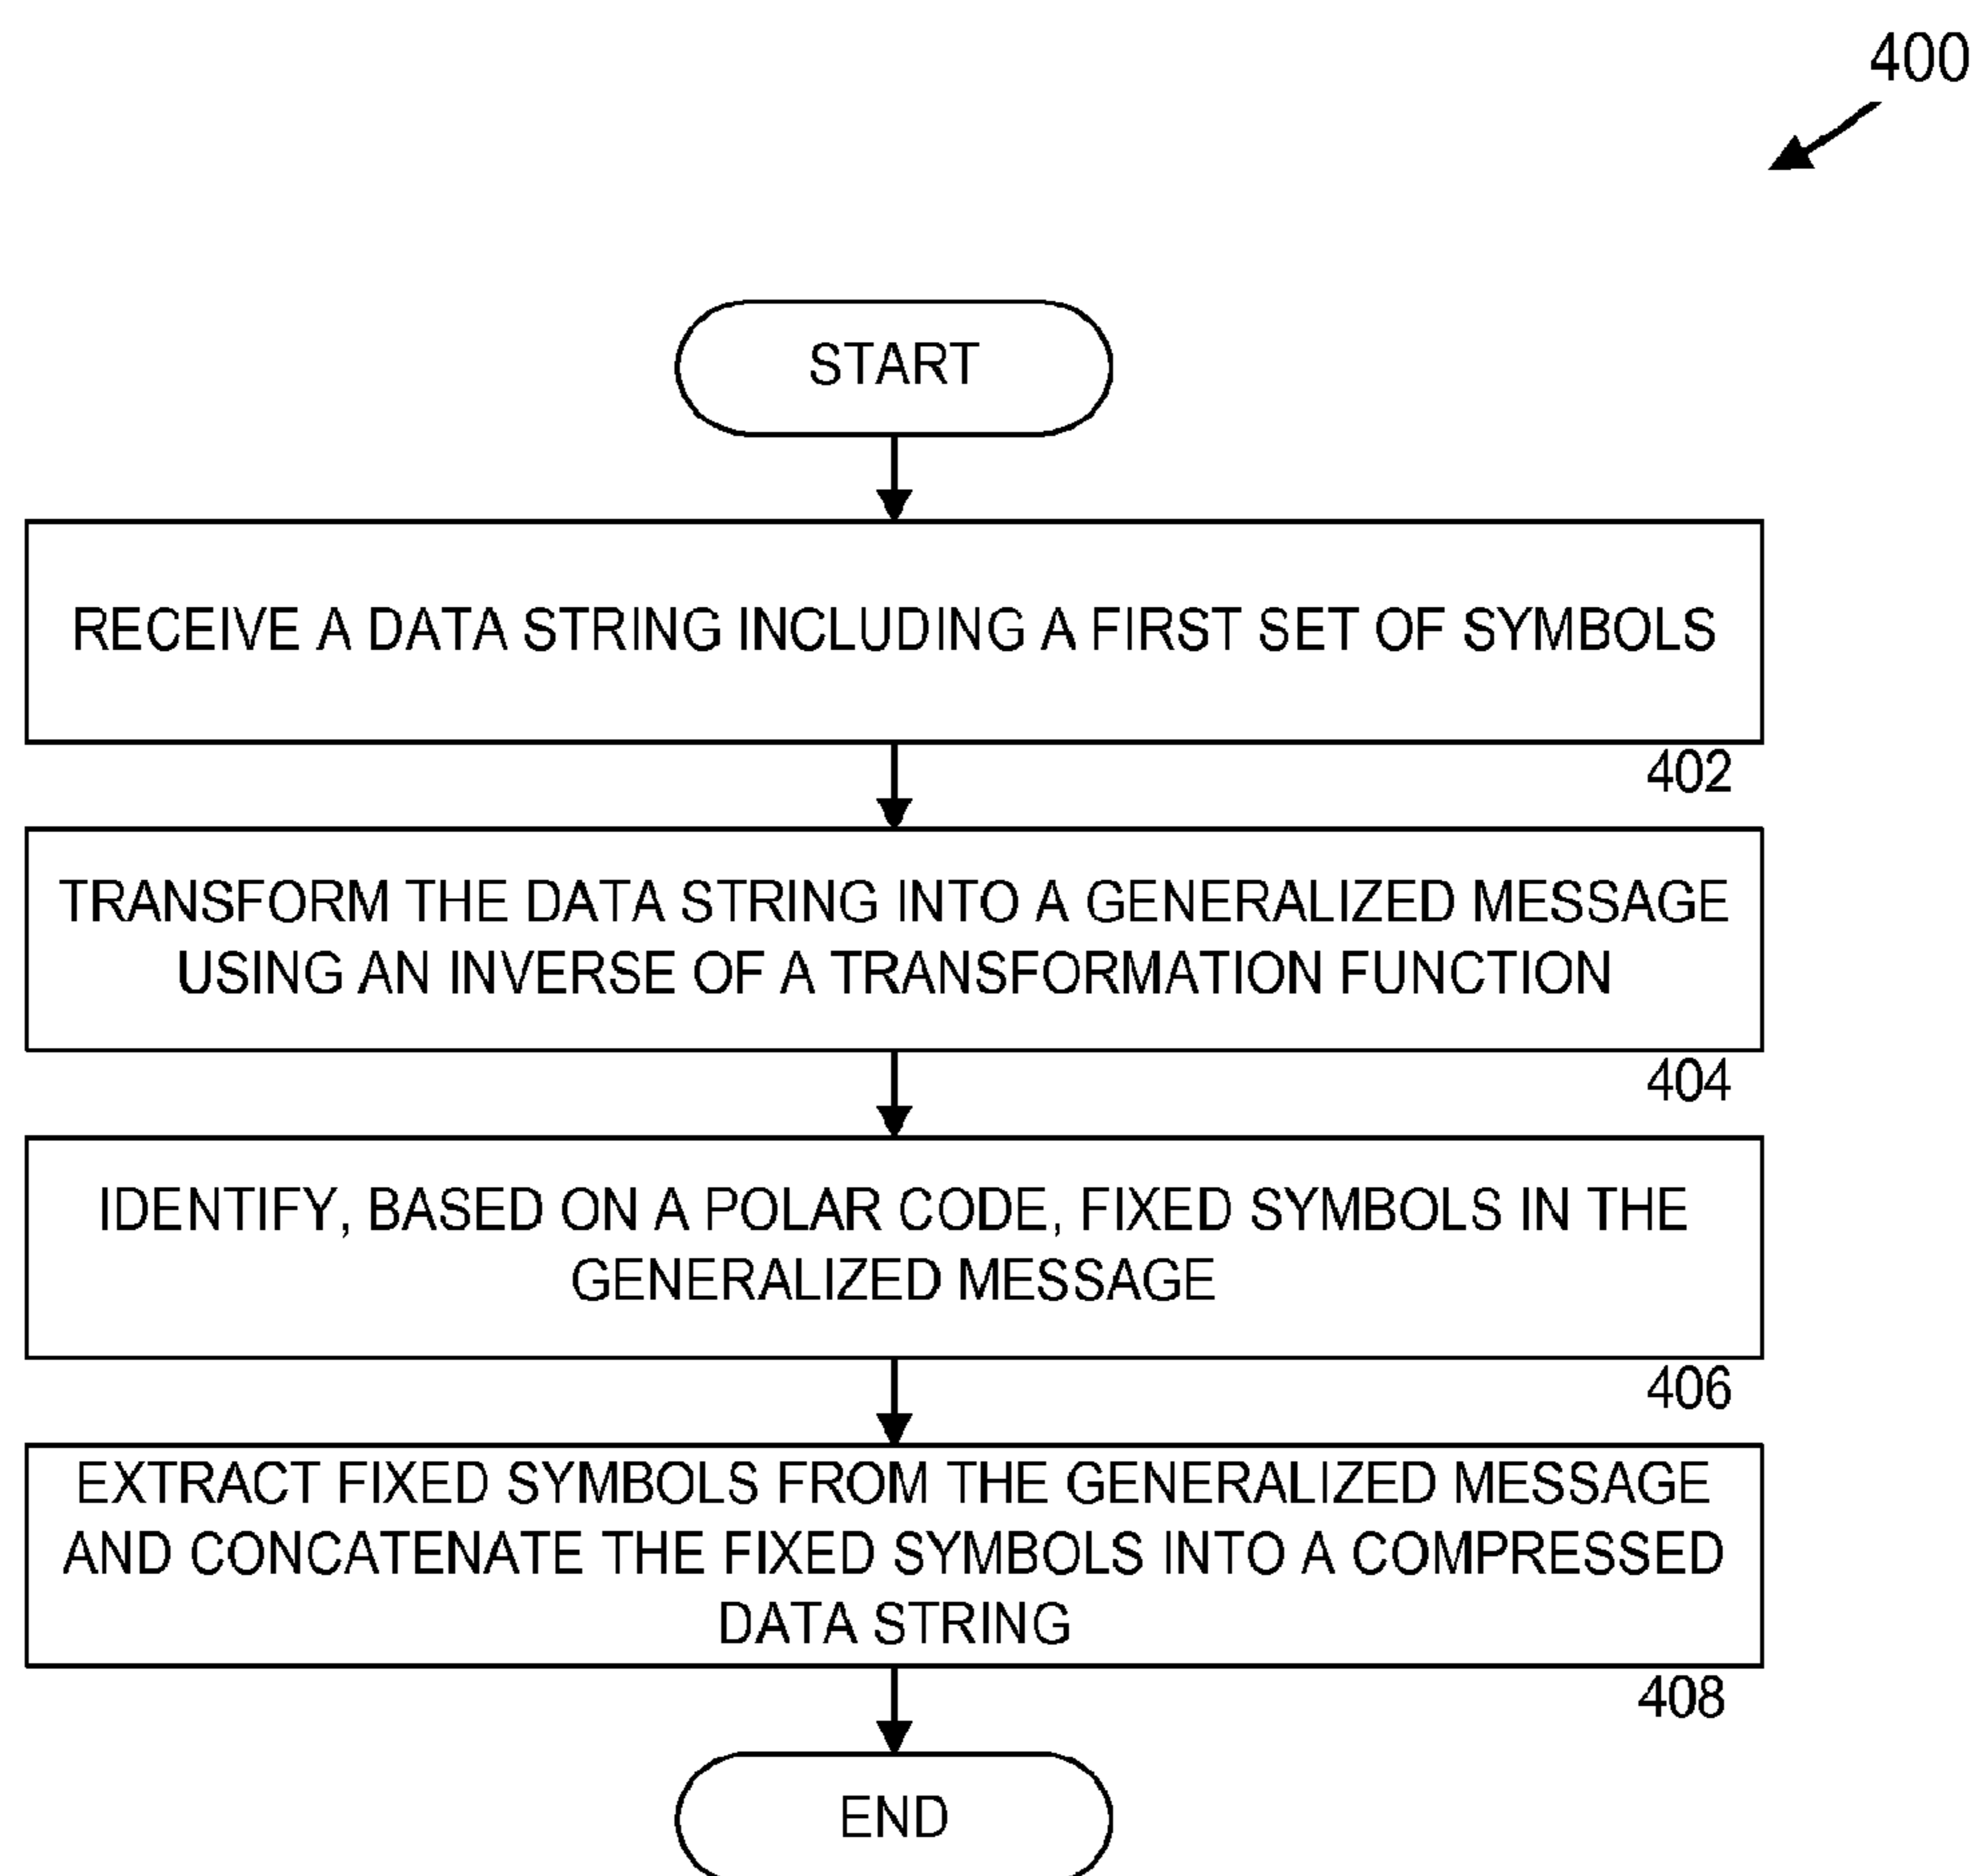 400
START
RECEIVE A DATA STRING INCLUDING A FIRST SET OF SYMBOLS
402
TRANSFORM THE DATA STRING INTO A GENERALIZED MESSAGE
USING AN INVERSE OF A TRANSFORMATION FUNCTION
404
IDENTIFY, BASED ON A POLAR CODE, FIXED SYMBOLS IN THE
GENERALIZED MESSAGE
406
EXTRACT FIXED SYMBOLS FROM THE GENERALIZED MESSAGE
AND CONCATENATE THE FIXED SYMBOLS INTO A COMPRESSED
DATA STRING
408
END